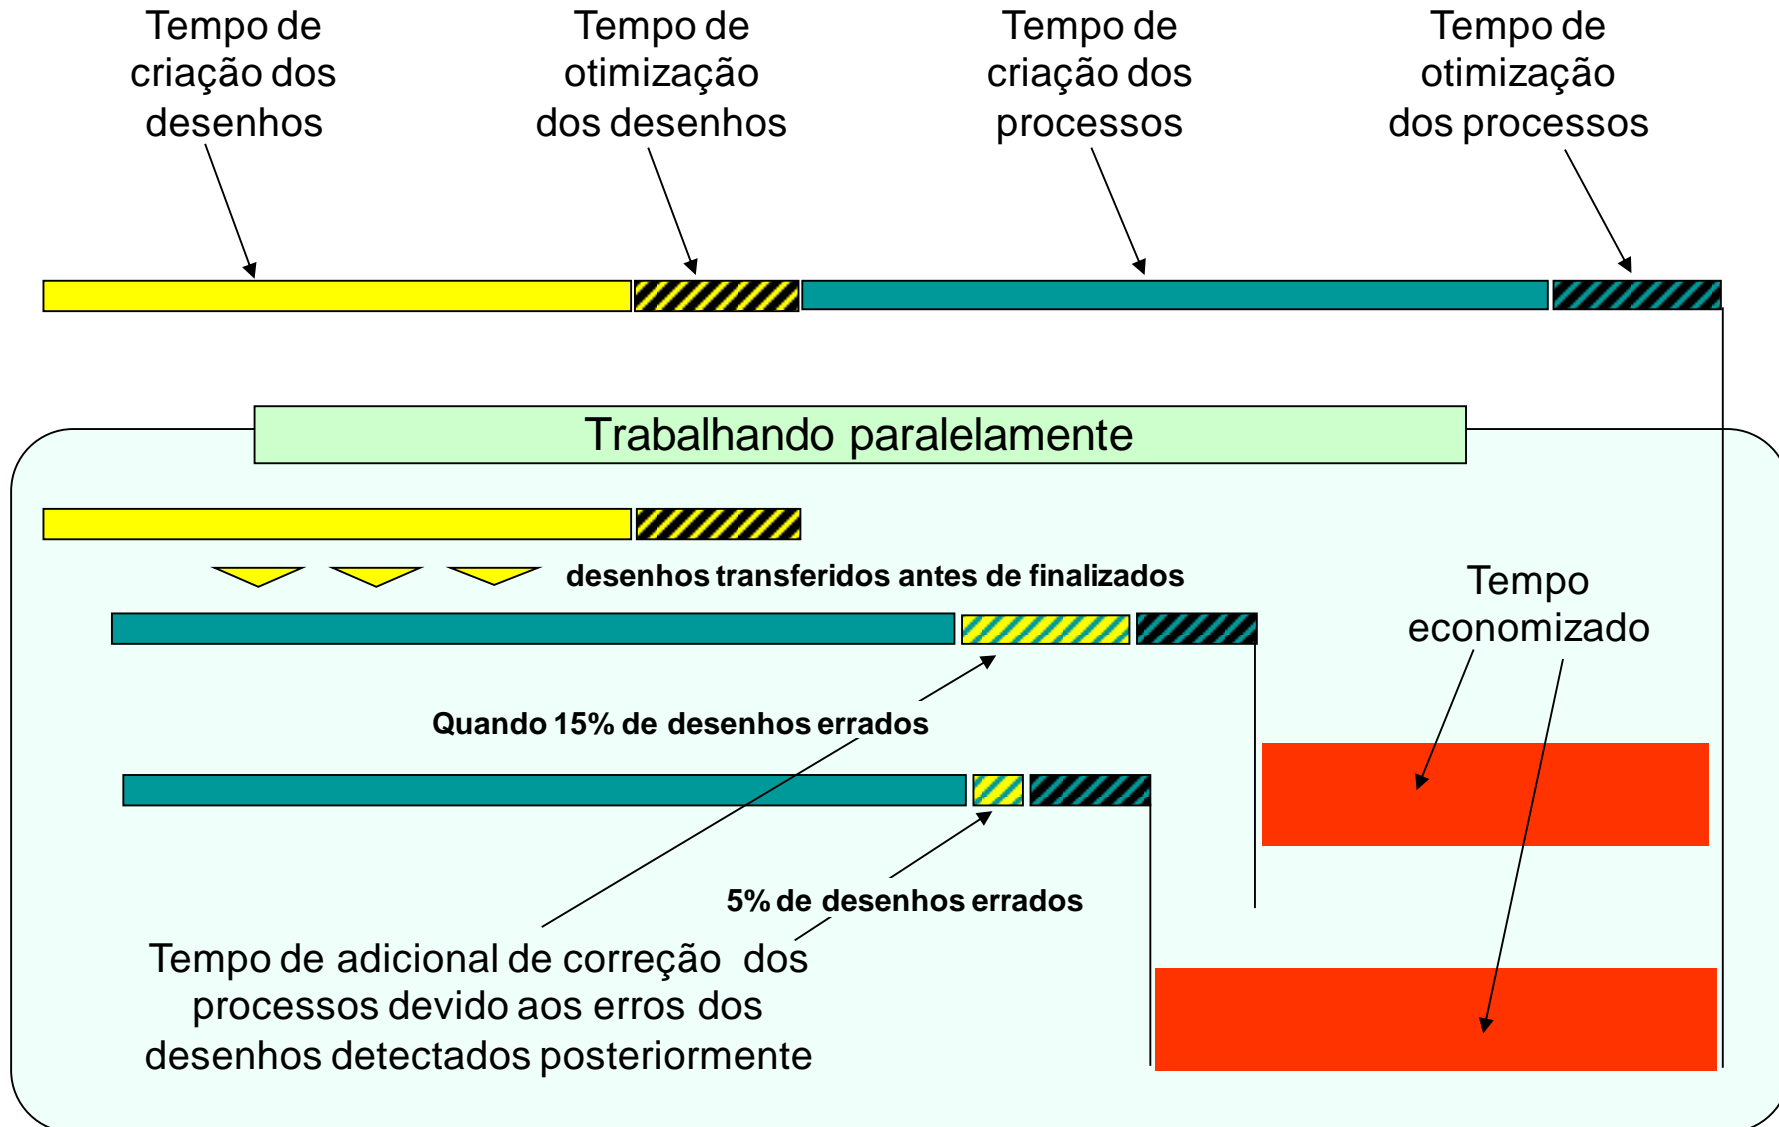 Tempo de
criação dos
desenhos
Tempo de
otimização
dos desenhos
Tempo de
criação dos
processos
Tempo de
otimização
dos processos
Trabalhando paralelamente
desenhos transferidos antes de finalizados
Tempo
economizado
Quando 15% de desenhos errados
5% de desenhos errados
Tempo de adicional de correção dos
processos devido aos erros dos
desenhos detectados posteriormente